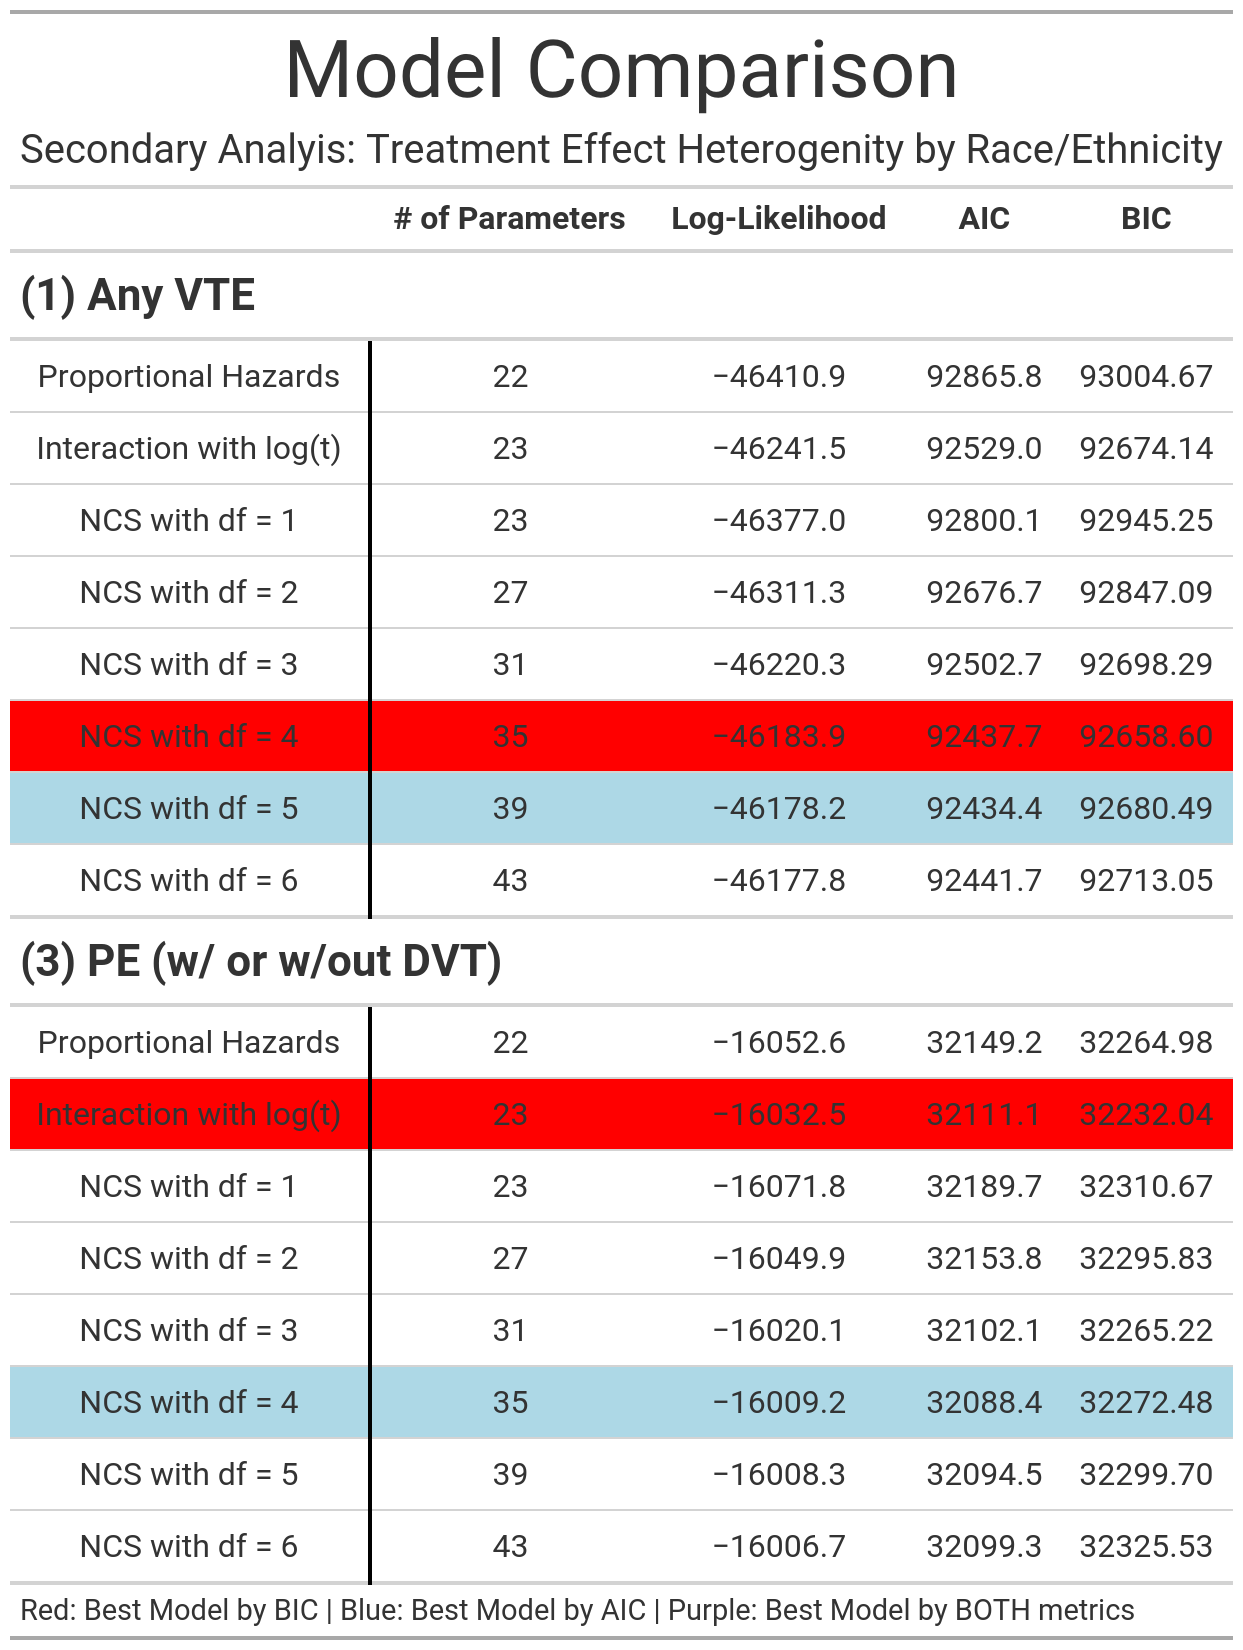 Model Comparison
Secondary Analyis: Treatment Effect Heterogenity by Race/Ethnicity
# of Parameters Log-Likelihood AIC BIC
(1) Any VTE
Proportional Hazards 22 −46410.9 92865.8 93004.67
Interaction with log(t) 23 −46241.5 92529.0 92674.14
NCS with df = 1 23 −46377.0 92800.1 92945.25
NCS with df = 2 27 −46311.3 92676.7 92847.09
NCS with df = 3 31 −46220.3 92502.7 92698.29
NCS with df = 4 35 −46183.9 92437.7 92658.60
NCS with df = 5 39 −46178.2 92434.4 92680.49
NCS with df = 6 43 −46177.8 92441.7 92713.05
(3) PE (w/ or w/out DVT)
Proportional Hazards 22 −16052.6 32149.2 32264.98
Interaction with log(t) 23 −16032.5 32111.1 32232.04
NCS with df = 1 23 −16071.8 32189.7 32310.67
NCS with df = 2 27 −16049.9 32153.8 32295.83
NCS with df = 3 31 −16020.1 32102.1 32265.22
NCS with df = 4 35 −16009.2 32088.4 32272.48
NCS with df = 5 39 −16008.3 32094.5 32299.70
NCS with df = 6 43 −16006.7 32099.3 32325.53
Red: Best Model by BIC | Blue: Best Model by AIC | Purple: Best Model by BOTH metrics